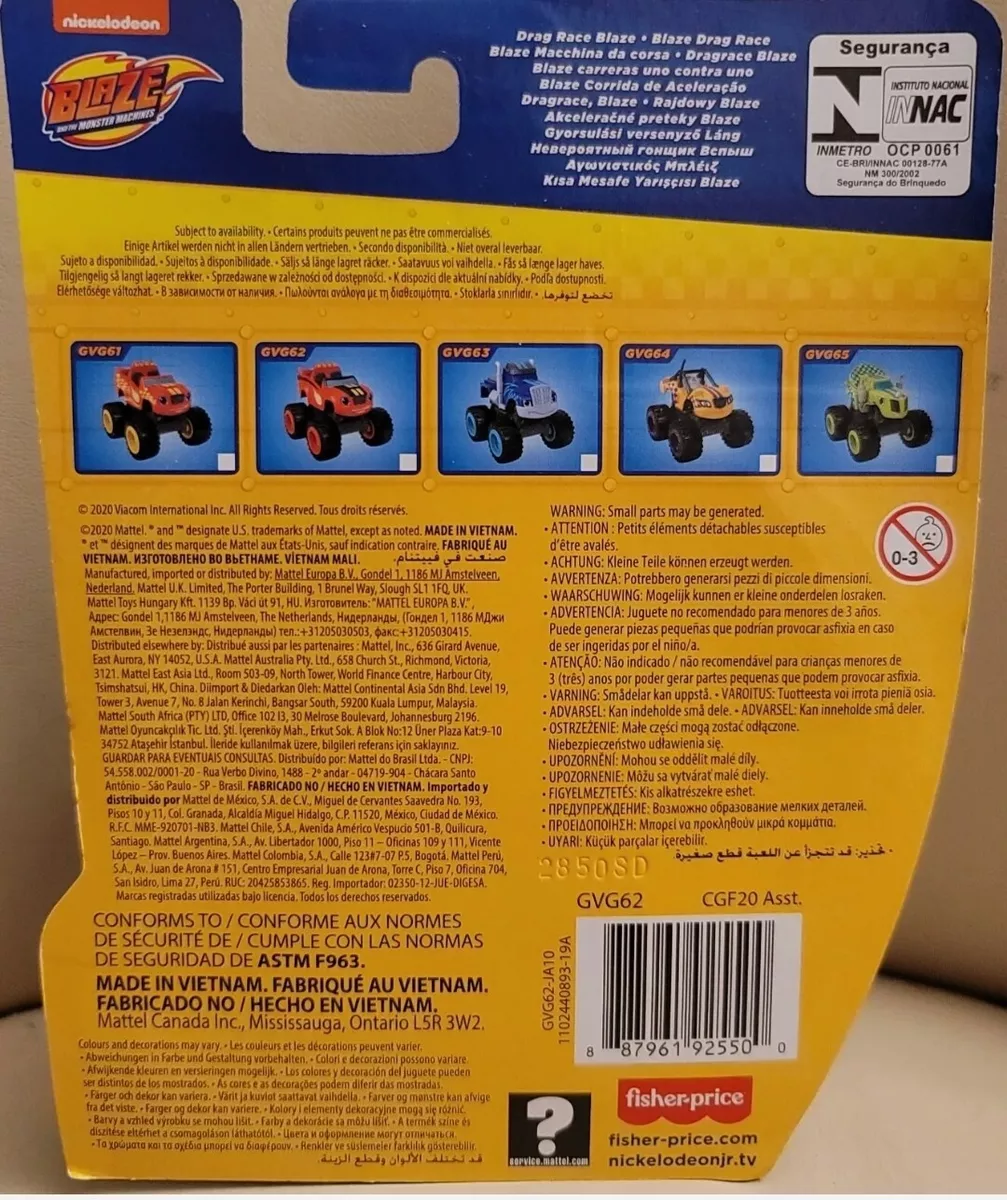 nickelodeon
BLAZE
AND THE MONSTER MACHINES
Drag Race Blaze • Blaze Drag Race
Blaze Macchina da corsa • Dragrace Blaze
Blaze carreras uno contra uno
Blaze Corrida de Aceleração
Dragrace, Blaze • Rajdowy Blaze
Akceleračné preteky Blaze
Gyorsulási versenyző Láng
Невероятный гонщик Вспыш
Αγωνιστικός Μπλέιζ
Kısa Mesafe Yarışçısı Blaze
Segurança
INSTITUTO NACIONAL
INNAC
INMETRO OCP 0061
CE-BRI/INNAC 00128-77A
NM 300/2002
Segurança do Brinquedo
Subject to availability. • Certains produits peuvent ne pas être commercialisés.
Einige Artikel werden nicht in allen Ländern vertrieben. • Secondo disponibilità. • Niet overal leverbaar.
Sujeto a disponibilidad. • Sujeitos à disponibilidade. • Säljs så länge lagret räcker. • Saatavuus voi vaihdella. • Fås så længe lager haves.
Tilgjengelig så langt lageret rekker. • Sprzedawane w zależności od dostępności. • K dispozici dle aktuální nabídky. • Podľa dostupnosti.
Elérhetősége változhat. • В зависимости от наличия. • Πωλούνται ανάλογα με τη διαθεσιμότητα. • Stoklarla sınırlıdır. • تخضع لتوفرها.
GVG61
GVG62
GVG63
GVG64
GVG65
© 2020 Viacom International Inc. All Rights Reserved. Tous droits réservés.
©2020 Mattel. ® and ™ designate U.S. trademarks of Mattel, except as noted. MADE IN VIETNAM.
® et ™ désignent des marques de Mattel aux États-Unis, sauf indication contraire. FABRIQUÉ AU
VIETNAM. ИЗГОТОВЛЕНО ВО ВЬЕТНАМЕ. VİETNAM MALI. صنعت في فييتنام.
Manufactured, imported or distributed by: Mattel Europa B.V., Gondel 1, 1186 MJ Amstelveen,
Nederland. Mattel U.K. Limited, The Porter Building, 1 Brunel Way, Slough SL1 1FQ, UK.
Mattel Toys Hungary Kft. 1139 Bp. Váci út 91, HU. Изготовитель: "MATTEL EUROPA B.V.",
Адрес: Gondel 1,1186 MJ Amstelveen, The Netherlands, Нидерланды, (Гондел 1, 1186 МДжи
Амстелвин, Зе Незелэндс, Нидерланды) тел.:+31205030503, факс:+31205030415.
Distributed elsewhere by: Distribué aussi par les partenaires : Mattel, Inc., 636 Girard Avenue,
East Aurora, NY 14052, U.S.A. Mattel Australia Pty. Ltd., 658 Church St., Richmond, Victoria,
3121. Mattel East Asia Ltd., Room 503-09, North Tower, World Finance Centre, Harbour City,
Tsimshatsui, HK, China. Diimport & Diedarkan Oleh: Mattel Continental Asia Sdn Bhd. Level 19,
Tower 3, Avenue 7, No. 8 Jalan Kerinchi, Bangsar South, 59200 Kuala Lumpur, Malaysia.
Mattel South Africa (PTY) LTD, Office 102 I3, 30 Melrose Boulevard, Johannesburg 2196.
Mattel Oyuncakçılık Tic. Ltd. Şti. İçerenköy Mah., Erkut Sok. A Blok No:12 Üner Plaza Kat:9-10
34752 Ataşehir İstanbul. İleride kullanılmak üzere, bilgileri referans için saklayınız.
GUARDAR PARA EVENTUAIS CONSULTAS. Distribuído por: Mattel do Brasil Ltda. - CNPJ:
54.558.002/0001-20 - Rua Verbo Divino, 1488 - 2º andar - 04719-904 - Chácara Santo
Antônio - São Paulo - SP - Brasil. FABRICADO NO / HECHO EN VIETNAM. Importado y
distribuido por Mattel de México, S.A. de C.V., Miguel de Cervantes Saavedra No. 193,
Pisos 10 y 11, Col. Granada, Alcaldía Miguel Hidalgo, C.P. 11520, México, Ciudad de México.
R.F.C. MME-920701-NB3. Mattel Chile, S.A., Avenida Américo Vespucio 501-B, Quilicura,
Santiago. Mattel Argentina, S.A., Av. Libertador 1000, Piso 11 – Oficinas 109 y 111, Vicente
López – Prov. Buenos Aires. Mattel Colombia, S.A., Calle 123#7-07 P.5, Bogotá. Mattel Perú,
S.A., Av. Juan de Arona # 151, Centro Empresarial Juan de Arona, Torre C, Piso 7, Oficina 704,
San Isidro, Lima 27, Perú. RUC: 20425853865. Reg. Importador: 02350-12-JUE-DIGESA.
Marcas registradas utilizadas bajo licencia. Todos los derechos reservados.
CONFORMS TO / CONFORME AUX NORMES
DE SÉCURITÉ DE / CUMPLE CON LAS NORMAS
DE SEGURIDAD DE ASTM F963.
MADE IN VIETNAM. FABRIQUÉ AU VIETNAM.
FABRICADO NO / HECHO EN VIETNAM.
Mattel Canada Inc., Mississauga, Ontario L5R 3W2.
Colours and decorations may vary. • Les couleurs et les décorations peuvent varier.
• Abweichungen in Farbe und Gestaltung vorbehalten. • Colori e decorazioni possono variare.
• Afwijkende kleuren en versieringen mogelijk. • Los colores y decoración del juguete pueden
ser distintos de los mostrados. • As cores e as decorações podem diferir das mostradas.
• Färger och dekor kan variera. • Värit ja kuviot saattavat vaihdella. • Farver og mønstre kan afvige
fra det viste. • Farger og dekor kan variere. • Kolory i elementy dekoracyjne mogą się różnić.
• Barvy a vzhled výrobku se mohou lišit. • Farby a dekorácie sa môžu líšiť. • A termék színe és
díszítése eltérhet a csomagoláson láthatótól. • Цвета и оформление могут отличаться.
• Τα χρώματα και τα σχέδια μπορεί να διαφέρουν. • Renkler ve süslemeler farklılık gösterebilir.
• قد تختلف الألوان وقطع الزينة.
WARNING: Small parts may be generated.
• ATTENTION : Petits éléments détachables susceptibles
d'être avalés.
• ACHTUNG: Kleine Teile können erzeugt werden.
• AVVERTENZA: Potrebbero generarsi pezzi di piccole dimensioni.
• WAARSCHUWING: Mogelijk kunnen er kleine onderdelen losraken.
• ADVERTENCIA: Juguete no recomendado para menores de 3 años.
Puede generar piezas pequeñas que podrían provocar asfixia en caso
de ser ingeridas por el niño/a.
• ATENÇÃO: Não indicado / não recomendável para crianças menores de
3 (três) anos por poder gerar partes pequenas que podem provocar asfixia.
• VARNING: Smådelar kan uppstå. • VAROITUS: Tuotteesta voi irrota pieniä osia.
• ADVARSEL: Kan indeholde små dele. • ADVARSEL: Kan inneholde små deler.
• OSTRZEŻENIE: Małe części mogą zostać odłączone.
Niebezpieczeństwo udławienia się.
• UPOZORNĚNÍ: Mohou se oddělit malé díly.
• UPOZORNENIE: Môžu sa vytvárať malé diely.
• FIGYELMEZTETÉS: Kis alkatrészekre eshet.
• ПРЕДУПРЕЖДЕНИЕ: Возможно образование мелких деталей.
• ΠΡΟΕΙΔΟΠΟΙΗΣΗ: Μπορεί να προκληθούν μικρά κομμάτια.
• UYARI: Küçük parçalar içerebilir.
• تحذير: قد تتجزأ عن اللعبة قطع صغيرة.
0-3
28508D
GVG62 CGF20 Asst.
GVG62-JA10
1102440893-19A
8 87961 92550 0
fisher-price
?
service.mattel.com
fisher-price.com
nickelodeonjr.tv